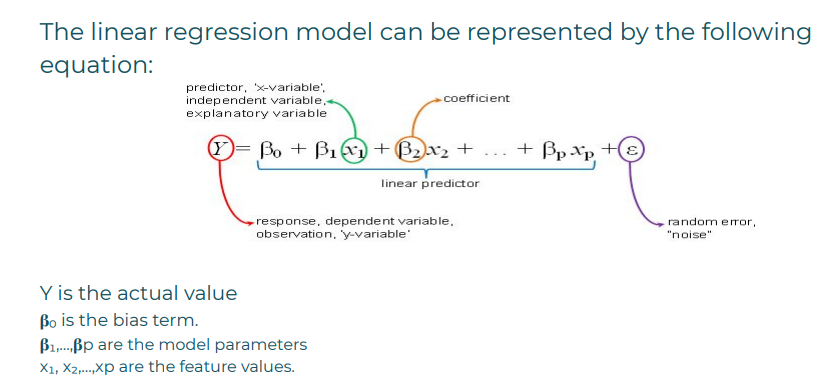 The linear regression model can be represented by the following
equation:
predictor, 'x-variable',
independent variable,
explanatory variable
coefficient
Y = β₀ + β₁x₁ + β₂x₂ + ... + βₚxₚ + ε
linear predictor
response, dependent variable,
observation, 'y-variable'
random error,
"noise"
Y is the actual value
β₀ is the bias term.
β₁,...,βp are the model parameters
x₁, x₂,...,xp are the feature values.